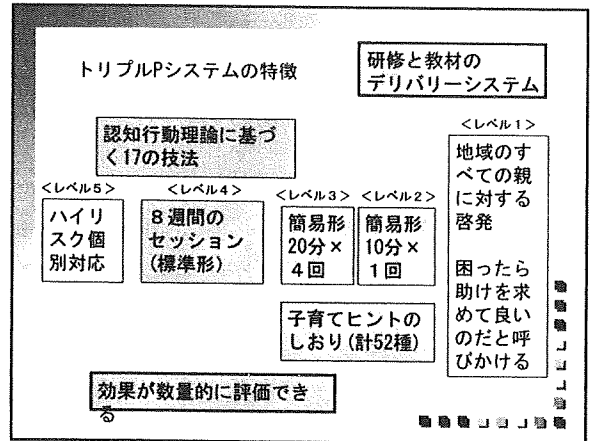 トリプルPシステムの特徴
研修と教材の
デリバリーシステム
認知行動理論に基づ
く17の技法
<レベル5>
ハイリ
スク個
別対応
<レベル4>
8週間の
セッション
(標準形)
<レベル3>
簡易形
20分×
4回
<レベル2>
簡易形
10分×
1回
<レベル1>
地域のす
べての親
に対する
啓発
困ったら
助けを求
めて良い
のだと呼
びかける
子育てヒントの
しおり(計52種)
効果が数量的に評価でき
る